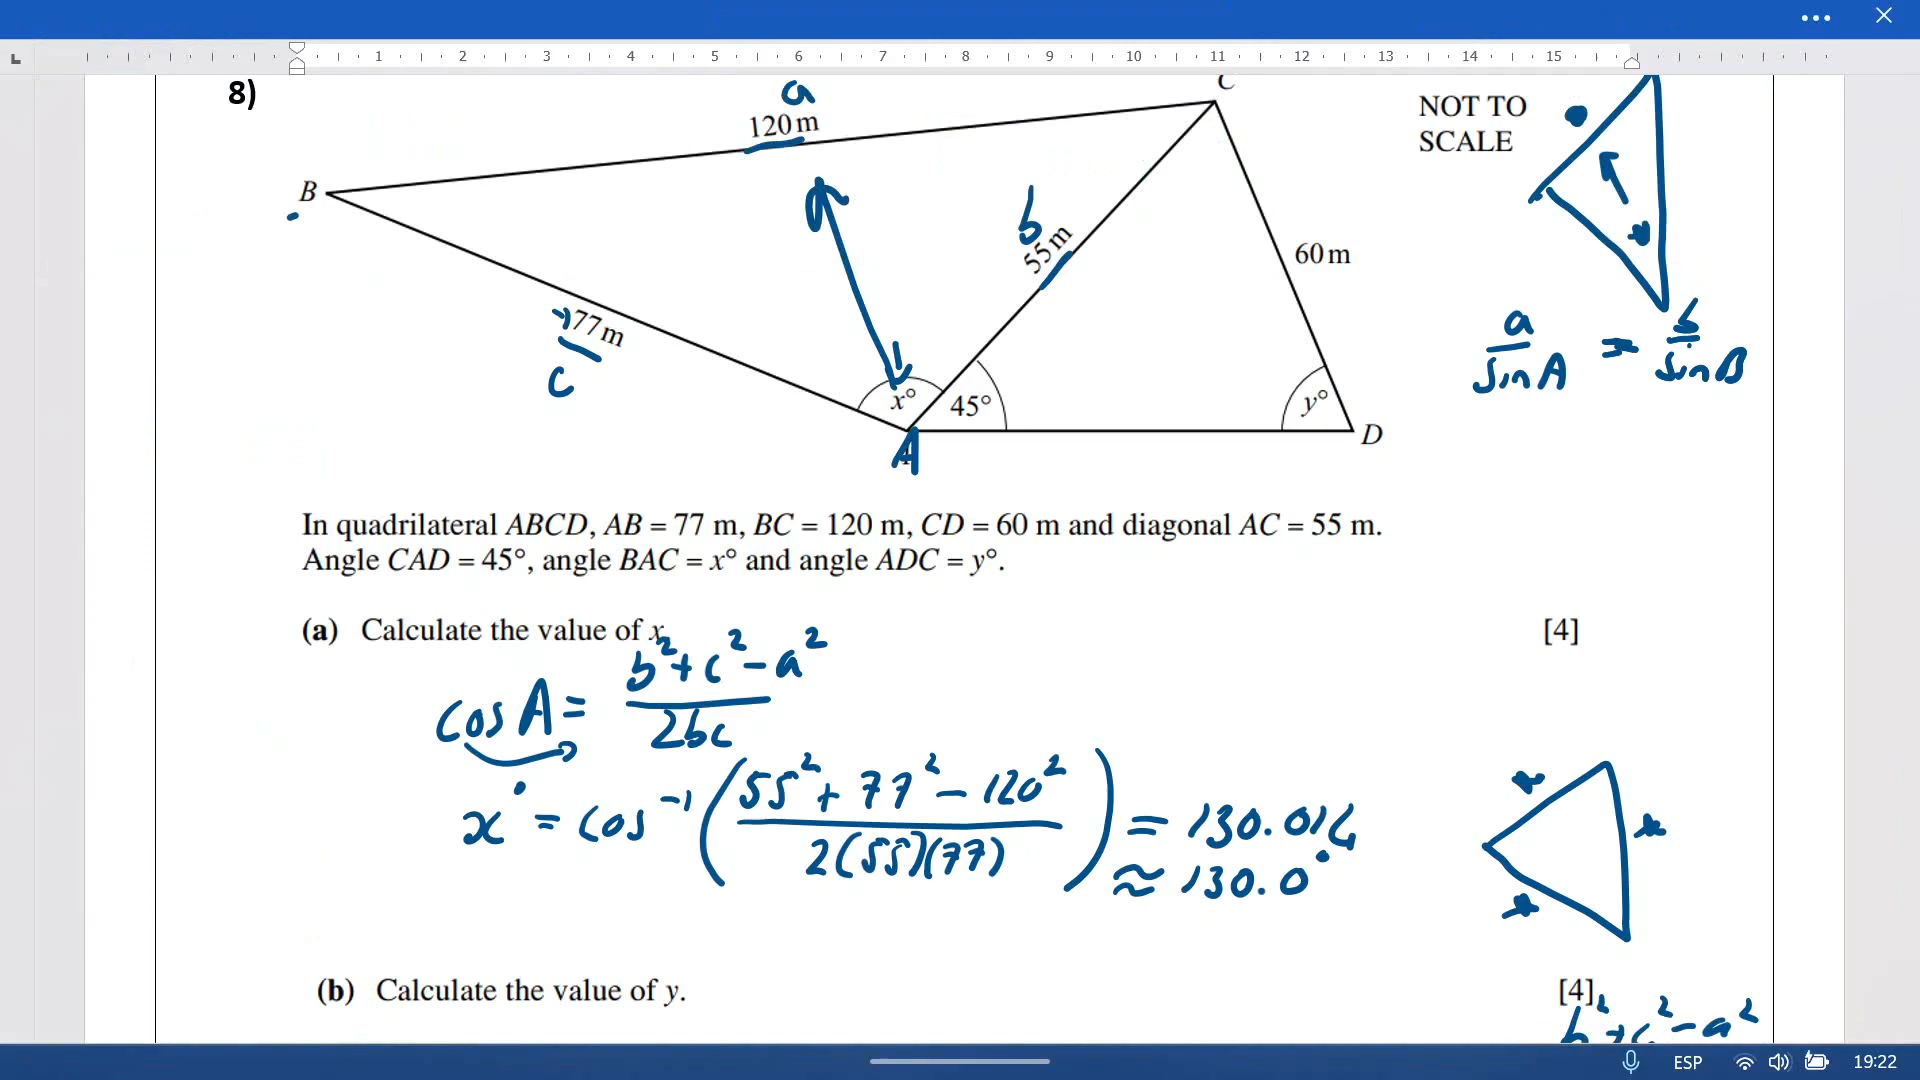 1 2 3 4 5 6 7 8 9 10 11 12 13 14 15
8)
a
120 m
C
NOT TO
SCALE
B
b
55 m
60 m
77 m
c
x°
45°
y°
A
D
a/sin A = b/sin B
In quadrilateral ABCD, AB = 77 m, BC = 120 m, CD = 60 m and diagonal AC = 55 m.
Angle CAD = 45°, angle BAC = x° and angle ADC = y°.
(a) Calculate the value of x [4]
cos A = (b² + c² − a²)/2bc
x° = cos⁻¹((55² + 77² − 120²)/2(55)(77)) = 130.014
≈ 130.0°
(b) Calculate the value of y. [4]
b² + c² − a²
ESP 19:22